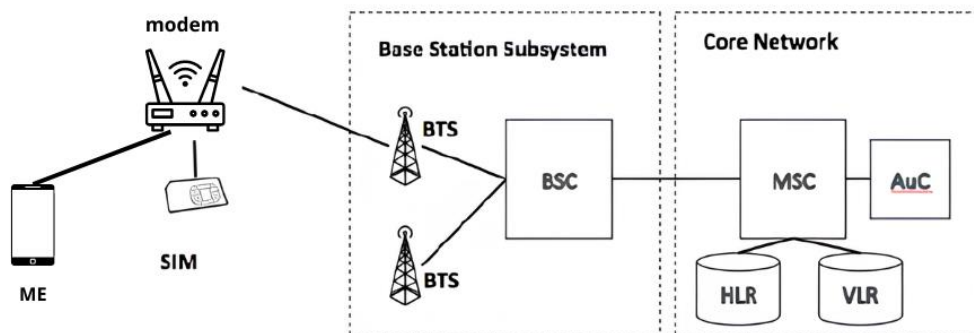 modem
Base Station Subsystem
Core Network
BTS
BSC
MSC
AuC
SIM
BTS
ME
HLR
VLR